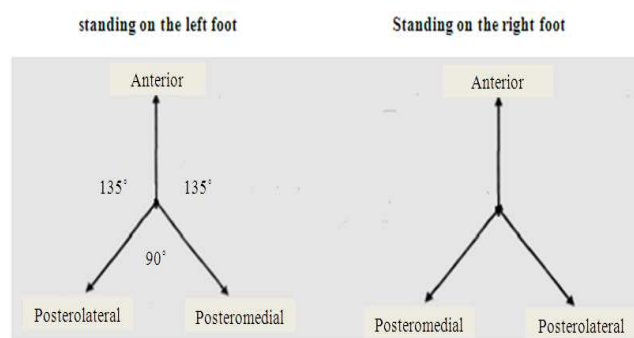 standing on the left foot
Standing on the right foot
Anterior
Anterior
135°
135°
90°
Posterolateral
Posteromedial
Posteromedial
Posterolateral